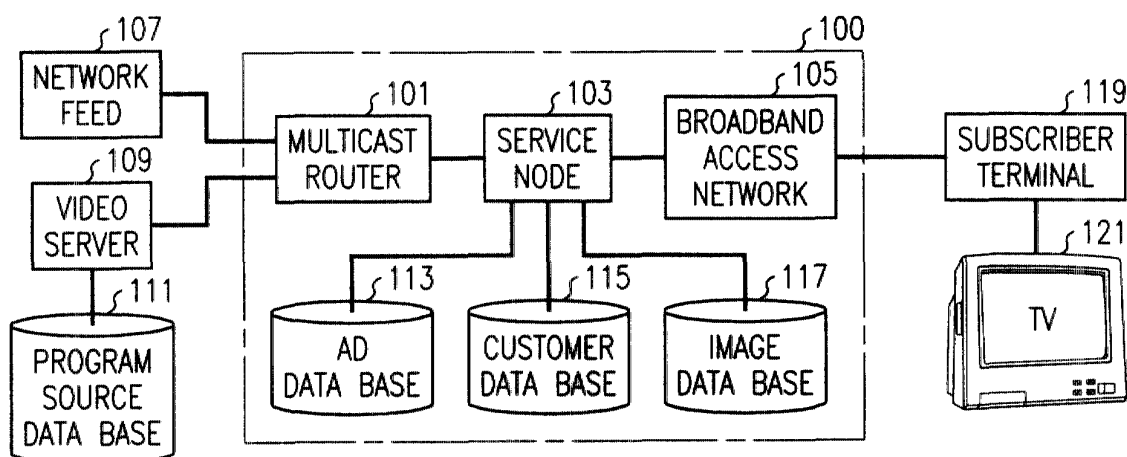 107
NETWORK
FEED
109
VIDEO
SERVER
111
PROGRAM
SOURCE
DATA BASE
100
101
MULTICAST
ROUTER
103
SERVICE
NODE
105
BROADBAND
ACCESS
NETWORK
113
AD
DATA BASE
115
CUSTOMER
DATA BASE
117
IMAGE
DATA BASE
119
SUBSCRIBER
TERMINAL
121
TV